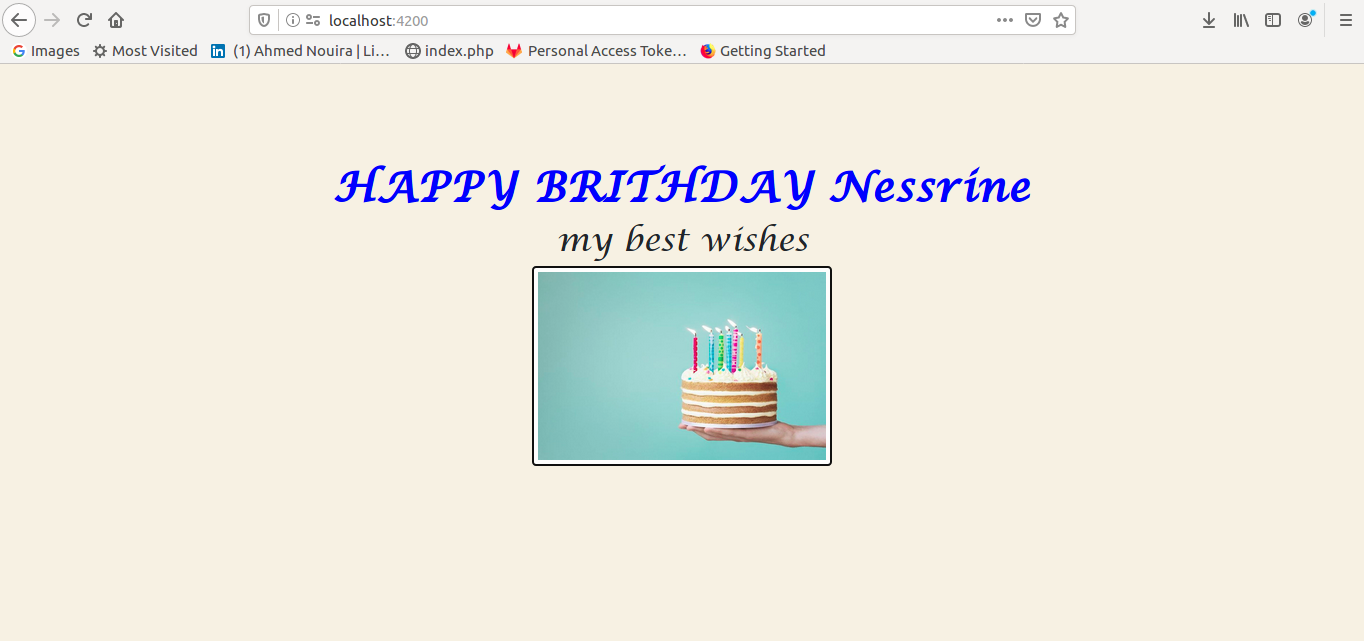 localhost:4200
Images Most Visited (1) Ahmed Nouira | Li... index.php Personal Access Toke... Getting Started
HAPPY BRITHDAY Nessrine
my best wishes